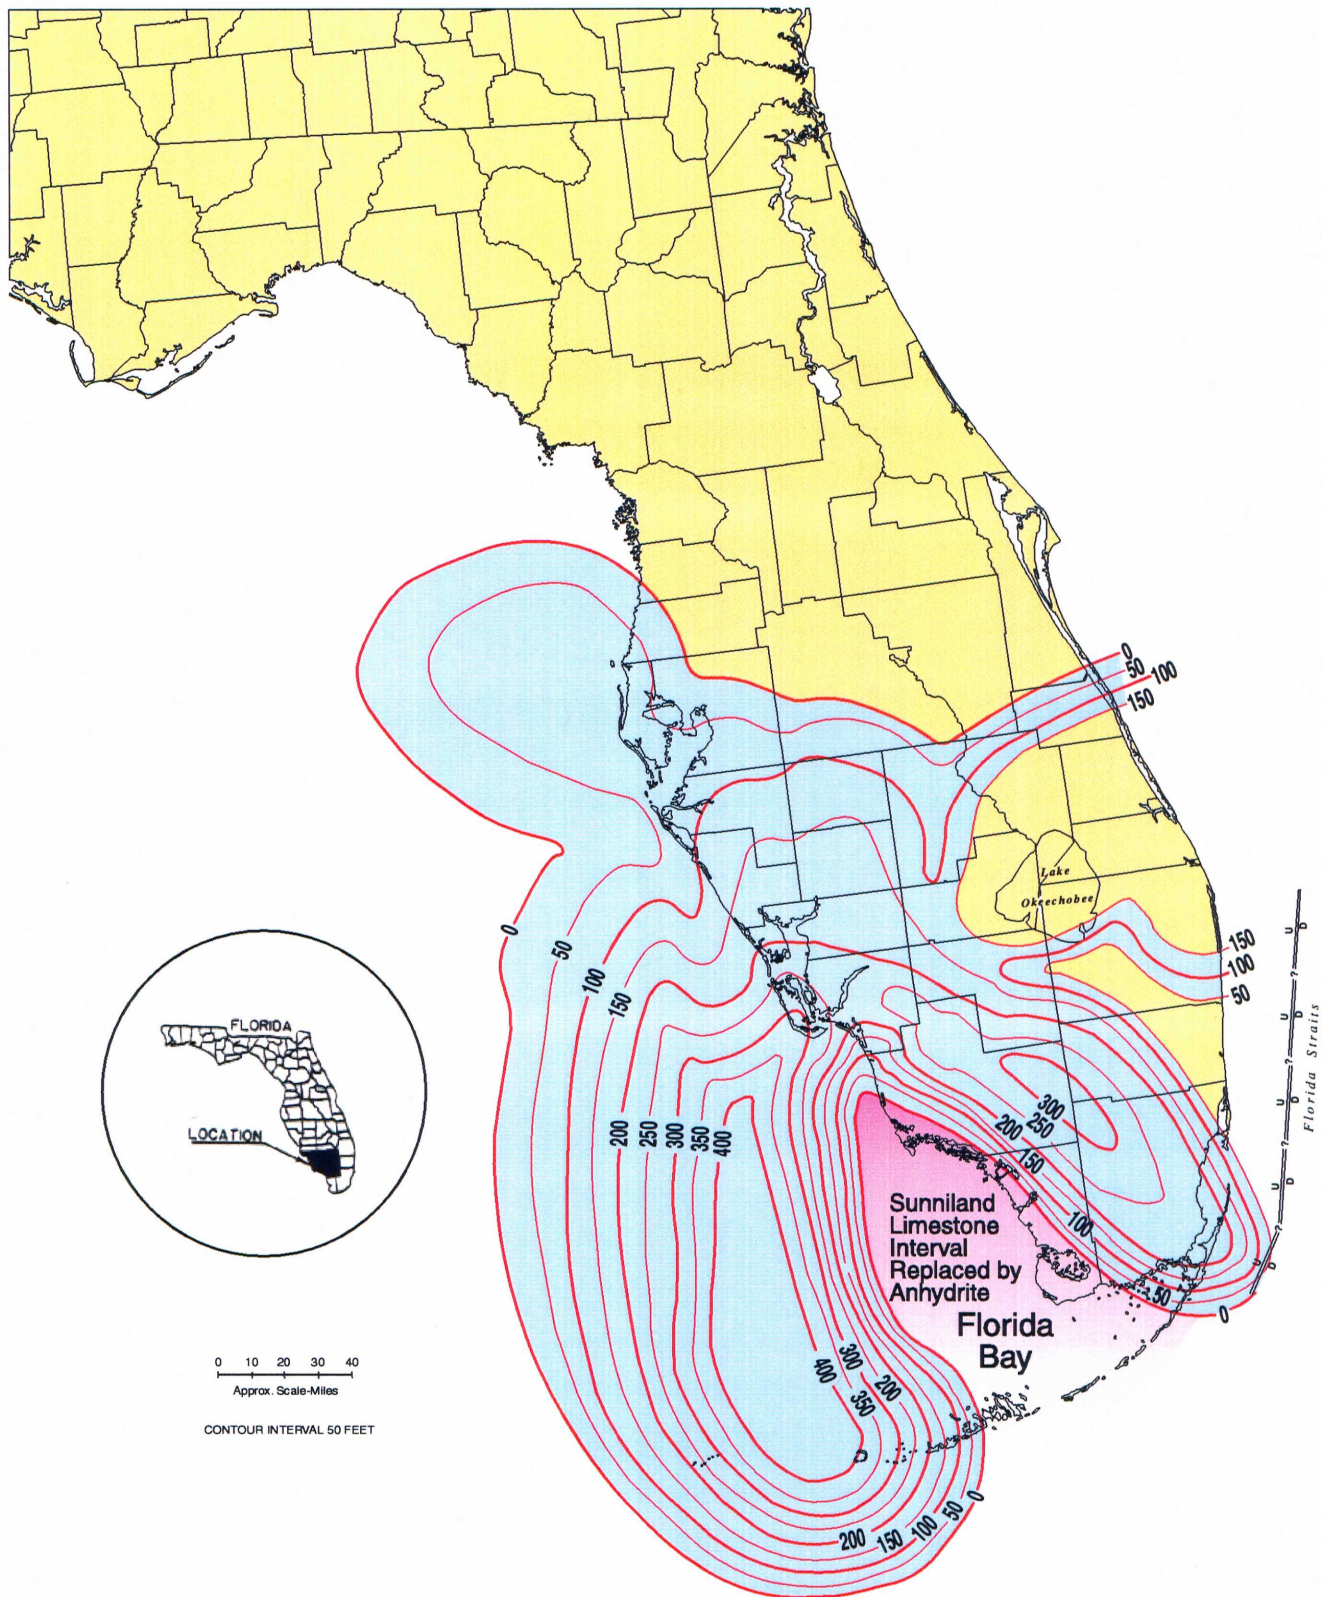 0
50
100
150
Lake
Okeechobee
150
100
50
0
50
100
150
200
250
300
350
400
300
250
200
150
100
50
0
Sunniland
Limestone
Interval
Replaced by
Anhydrite
Florida
Bay
300
200
400
350
200
150
100
50
0
FLORIDA
LOCATION
0 10 20 30 40
Approx. Scale-Miles
CONTOUR INTERVAL 50 FEET
U
D
?
U
D
?
U
D
?
U
D
?
U
D
Florida Straits